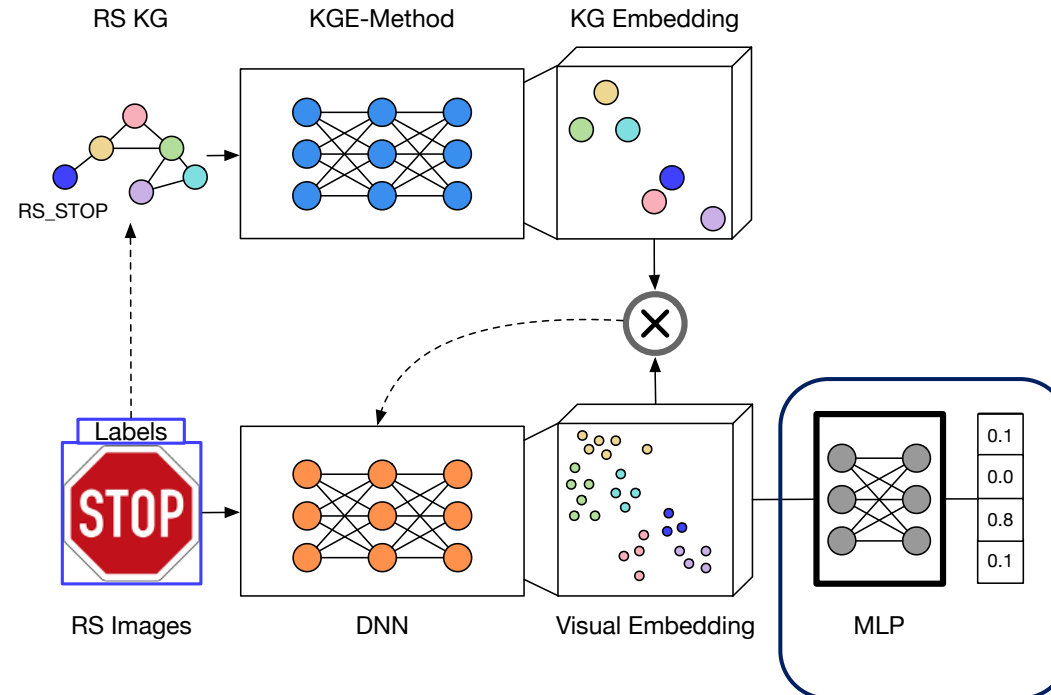 RS KG
KGE-Method
KG Embedding
RS_STOP
Labels
STOP
0.1
0.0
0.8
0.1
RS Images
DNN
Visual Embedding
MLP